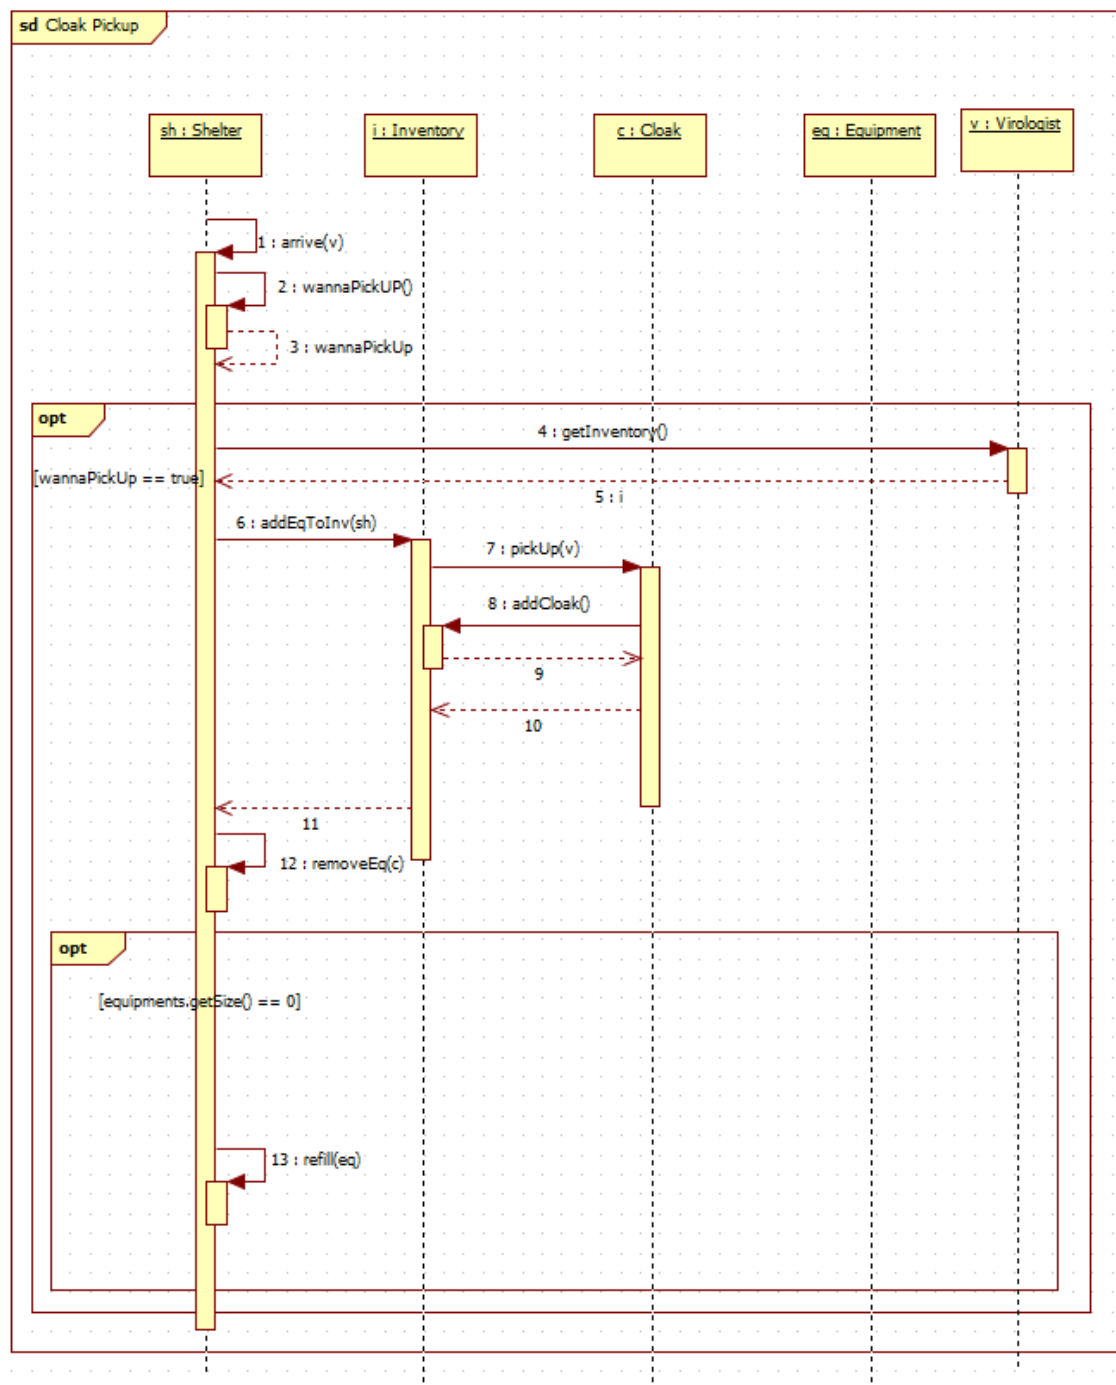 sd Cloak Pickup
sh : Shelter
i : Inventory
c : Cloak
eq : Equipment
v : Virologist
1 : arrive(v)
2 : wannaPickUP()
3 : wannaPickUp
opt
4 : getInventory()
[wannaPickUp == true]
5 : i
6 : addEqToInv(sh)
7 : pickUp(v)
8 : addCloak()
9
10
11
12 : removeEq(c)
opt
[equipments.getSize() == 0]
13 : refill(eq)